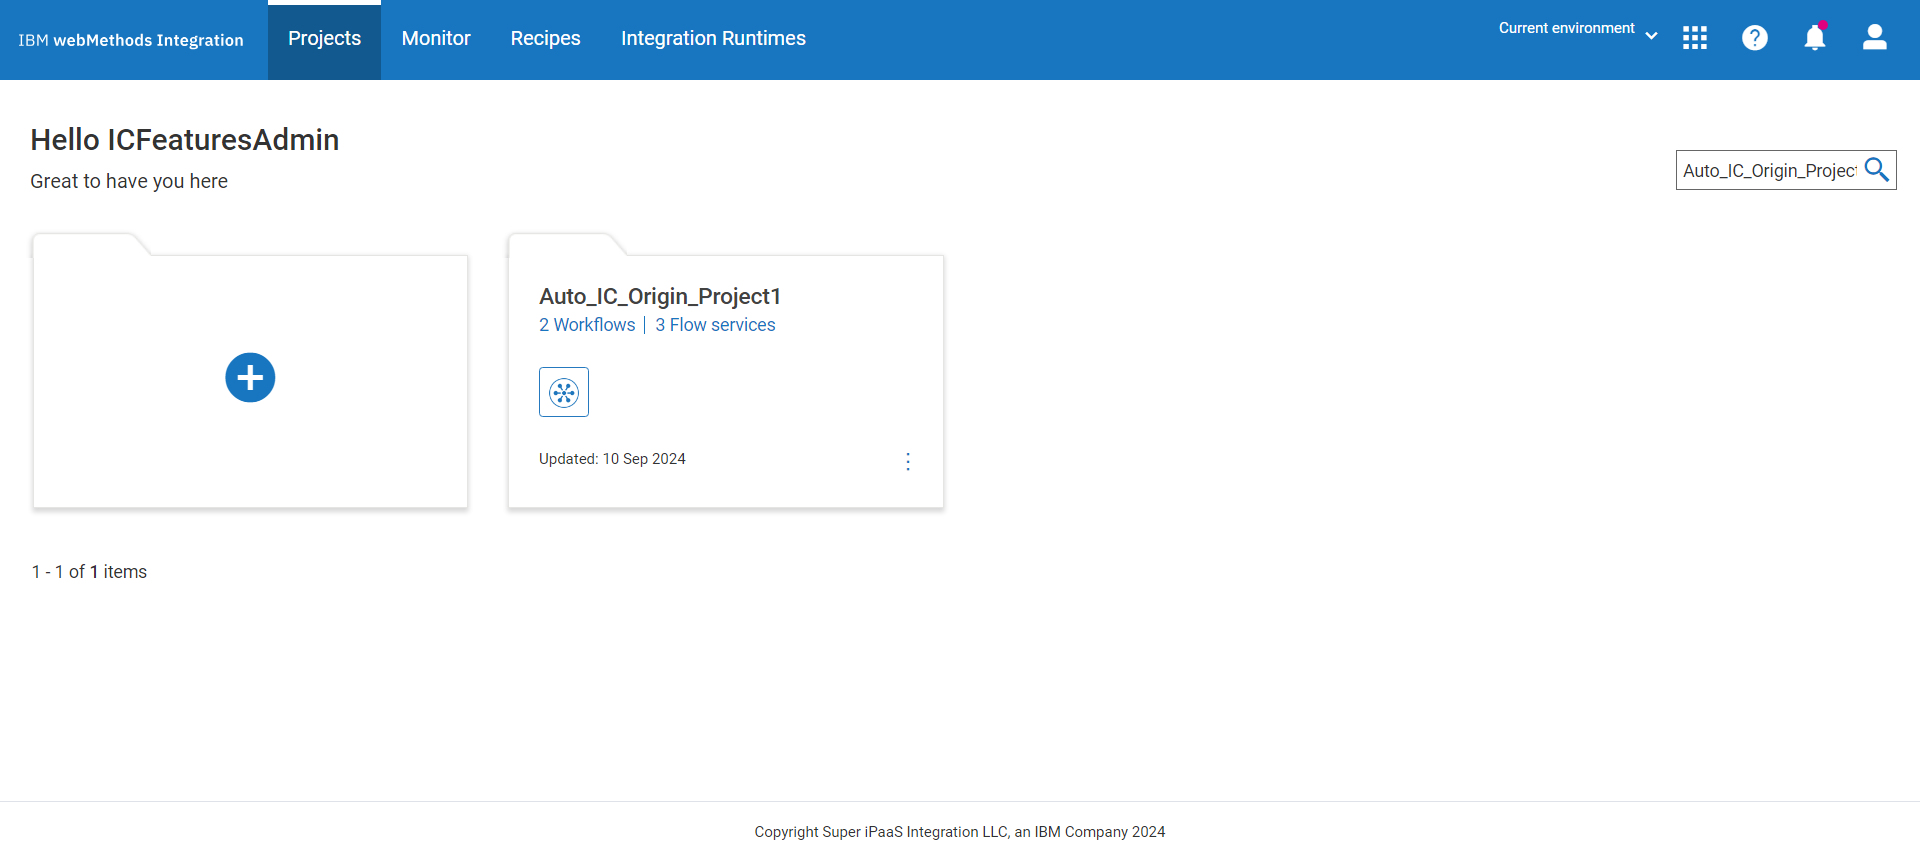 IBM webMethods Integration
Projects
Monitor
Recipes
Integration Runtimes
Current environment
Hello ICFeaturesAdmin
Great to have you here
Auto_IC_Origin_Project
Auto_IC_Origin_Project1
2 Workflows | 3 Flow services
Updated: 10 Sep 2024
1 - 1 of 1 items
Copyright Super iPaaS Integration LLC, an IBM Company 2024